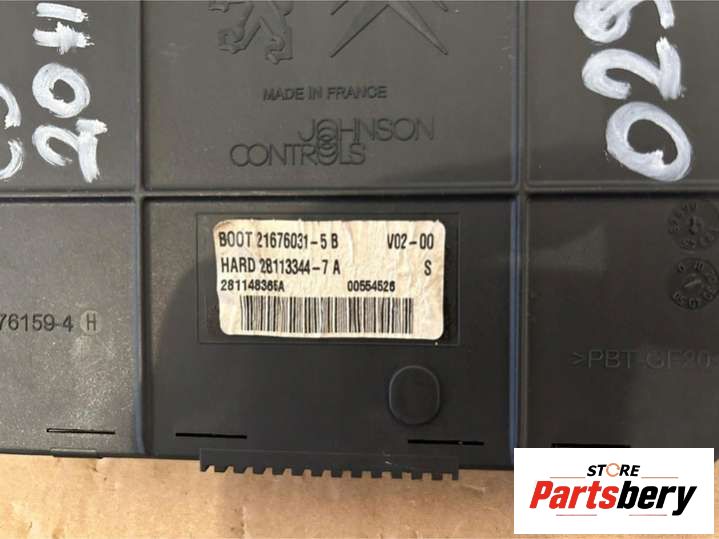 2011
029
MADE IN FRANCE
JOHNSON
CONTROLS
BOOT 21676031-5 B V02-00
HARD 28113344-7 A S
281148365A 00554526
76159-4 H
>PBT-GF20
STORE
Partsbery